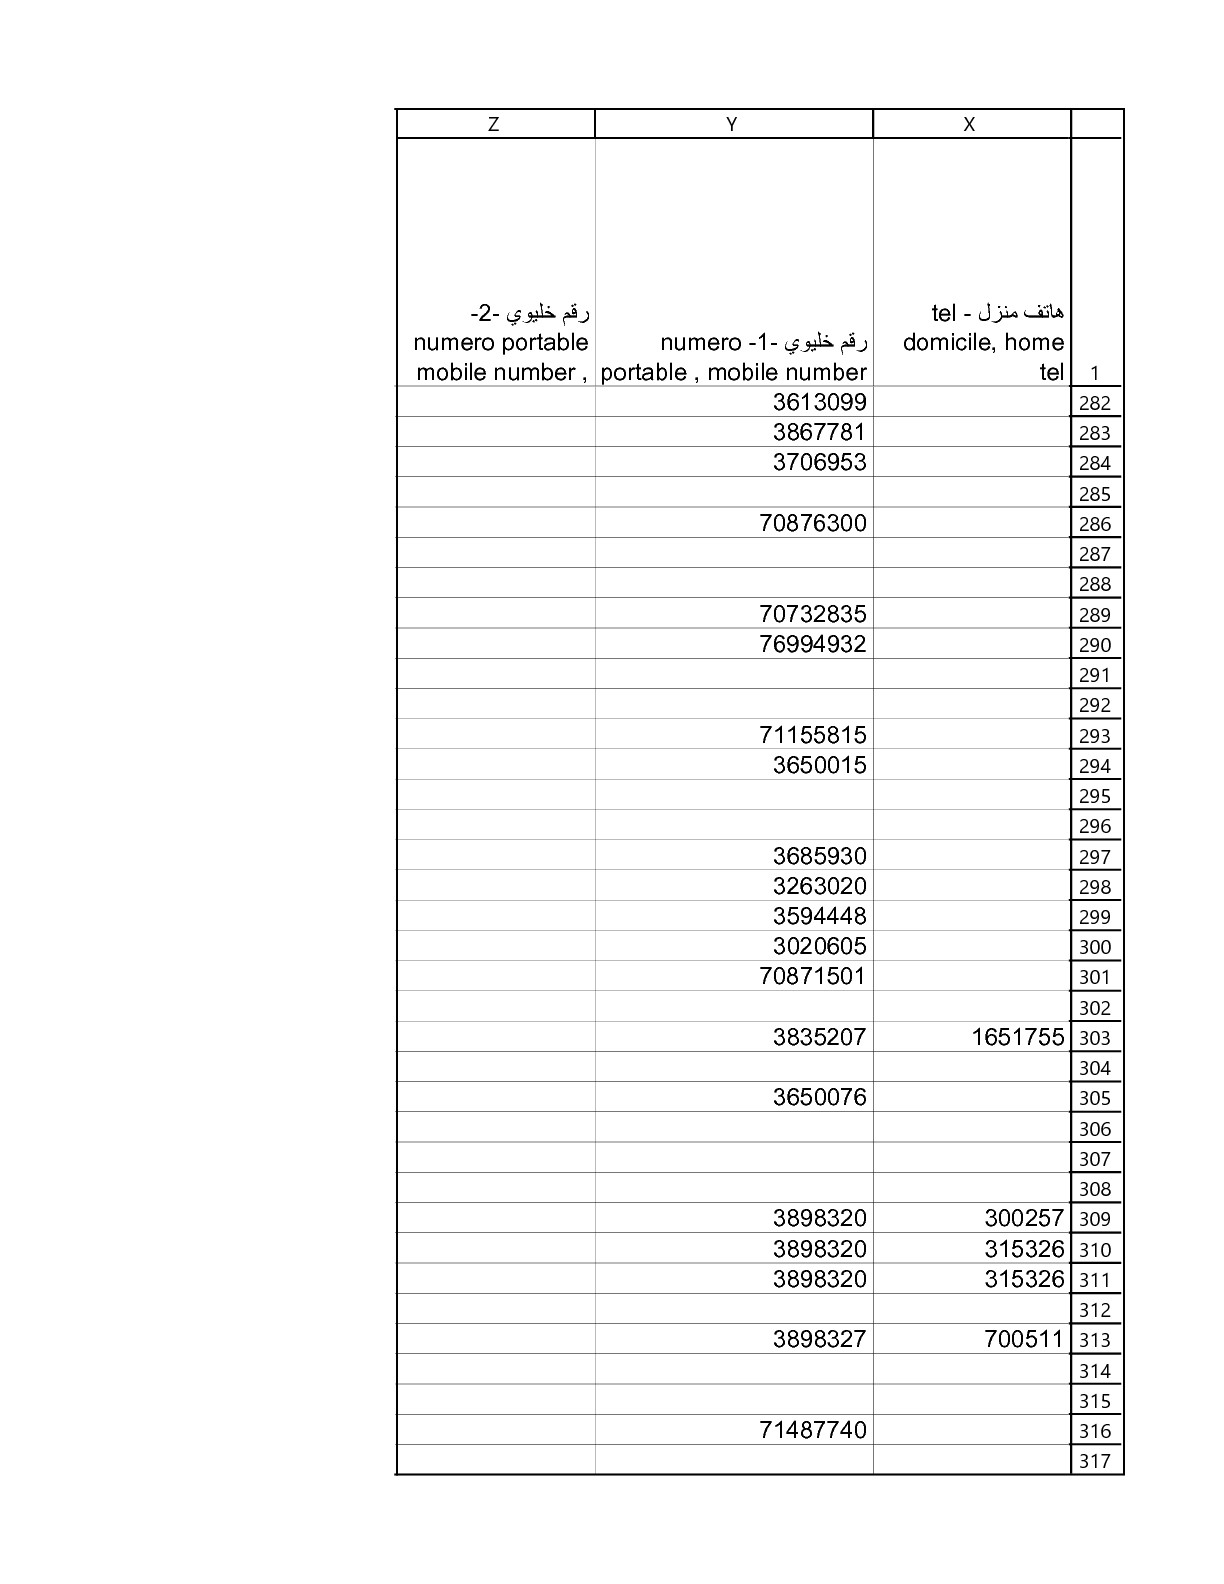 Z Y X
رقم خليوي -2-
numero portable
mobile number ,
numero -1- رقم خليوي
portable , mobile number
tel - هاتف منزل
domicile, home
tel
1
3613099 282
3867781 283
3706953 284
285
70876300 286
287
288
70732835 289
76994932 290
291
292
71155815 293
3650015 294
295
296
3685930 297
3263020 298
3594448 299
3020605 300
70871501 301
302
3835207 1651755 303
304
3650076 305
306
307
308
3898320 300257 309
3898320 315326 310
3898320 315326 311
312
3898327 700511 313
314
315
71487740 316
317